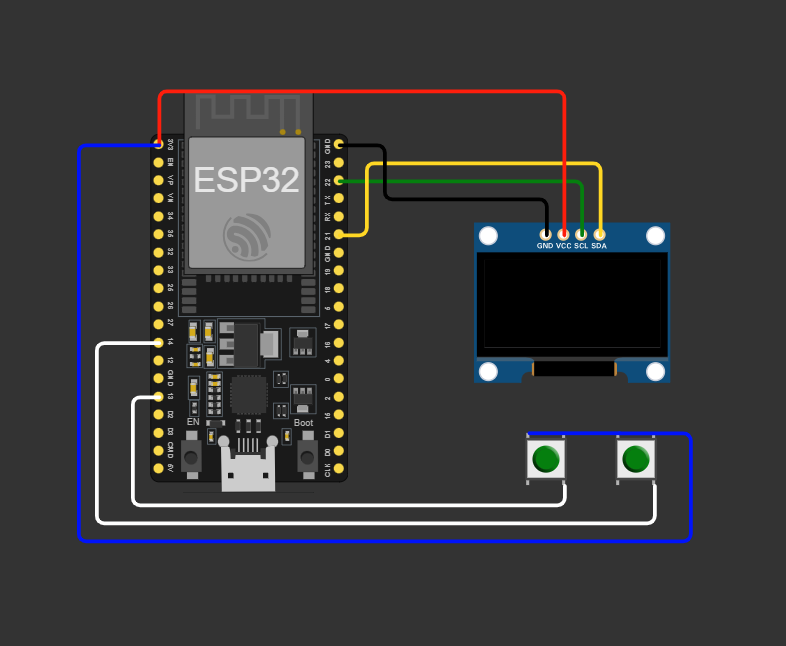 ESP32
3V3
EN
VP
VN
34
35
32
33
25
26
27
14
12
GND
13
D2
D3
CMD
5V
GND
23
22
TX
RX
21
GND
19
18
5
17
16
4
0
2
15
D1
D0
CLK
EN
Boot
GND VCC SCL SDA